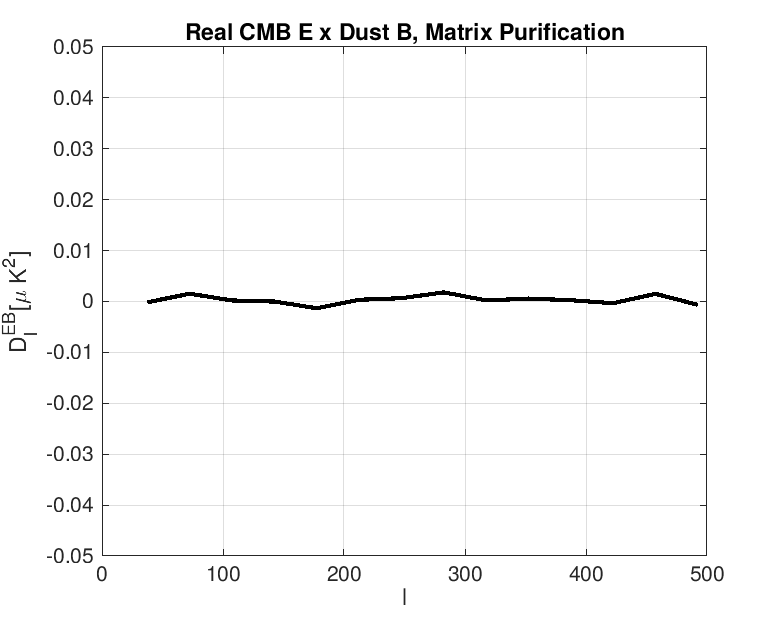 Real CMB E x Dust B, Matrix Purification
0.05
0.04
0.03
0.02
0.01
0
-0.01
-0.02
-0.03
-0.04
-0.05
D_l^{EB}[μ K^2]
0 100 200 300 400 500
l